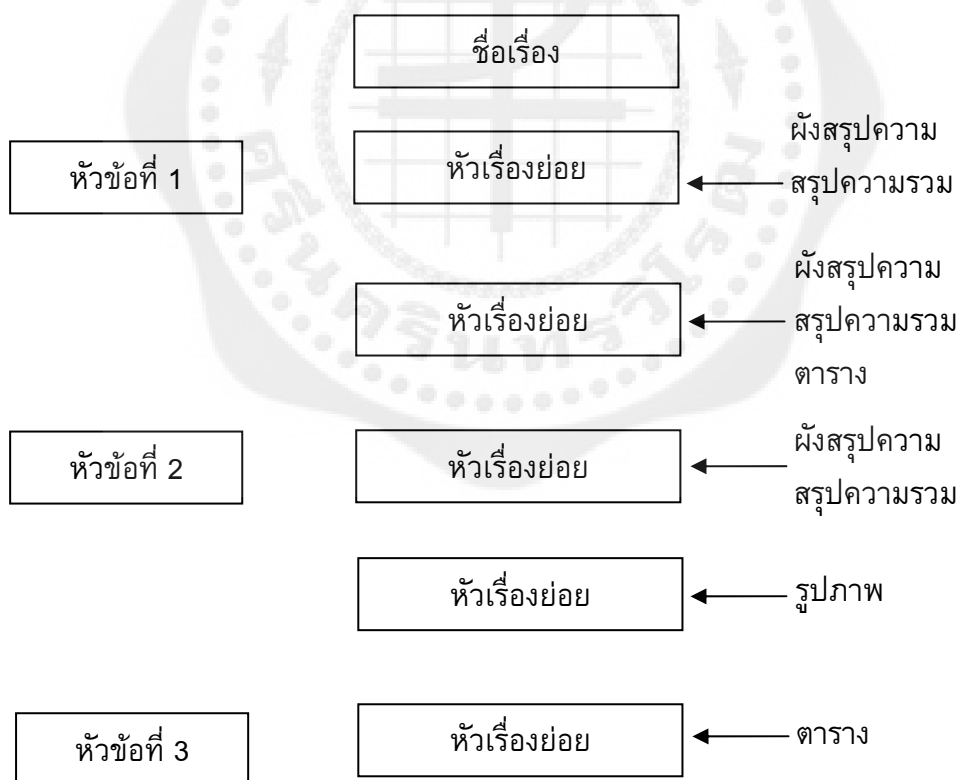 ชื่อเรื่อง
หัวข้อที่ 1
หัวเรื่องย่อย
ผังสรุปความ
สรุปความรวม
หัวเรื่องย่อย
ผังสรุปความ
สรุปความรวม
ตาราง
หัวข้อที่ 2
หัวเรื่องย่อย
ผังสรุปความ
สรุปความรวม
หัวเรื่องย่อย
รูปภาพ
หัวข้อที่ 3
หัวเรื่องย่อย
ตาราง